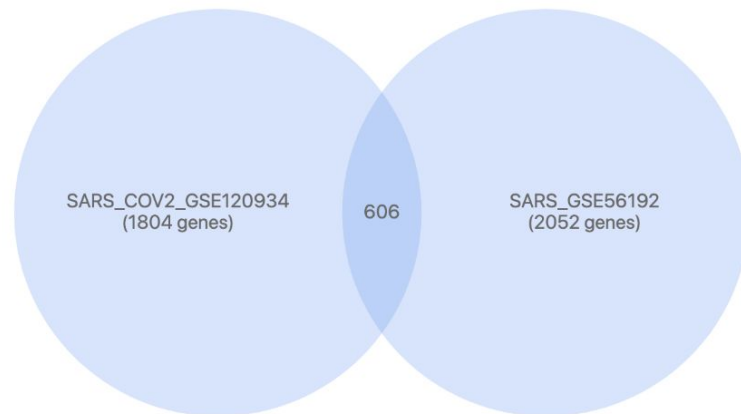 SARS_COV2_GSE120934
(1804 genes)
606
SARS_GSE56192
(2052 genes)